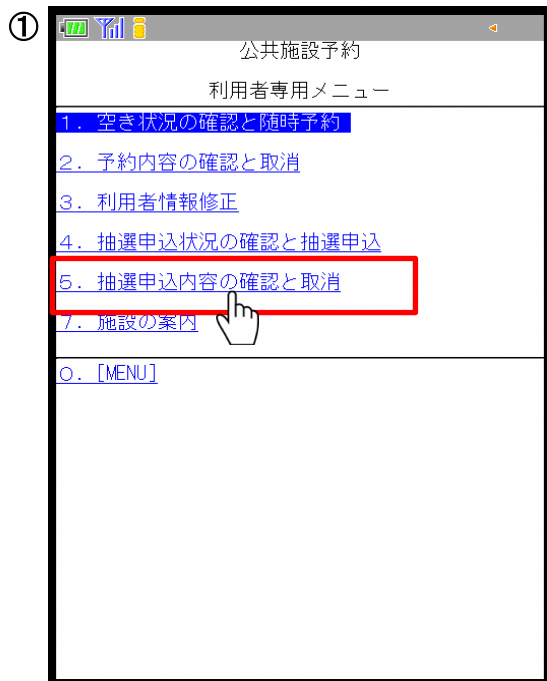 ①
公共施設予約
利用者専用メニュー
１．空き状況の確認と随時予約
２．予約内容の確認と取消
３．利用者情報修正
４．抽選申込状況の確認と抽選申込
５．抽選申込内容の確認と取消
７．施設の案内
０．[MENU]